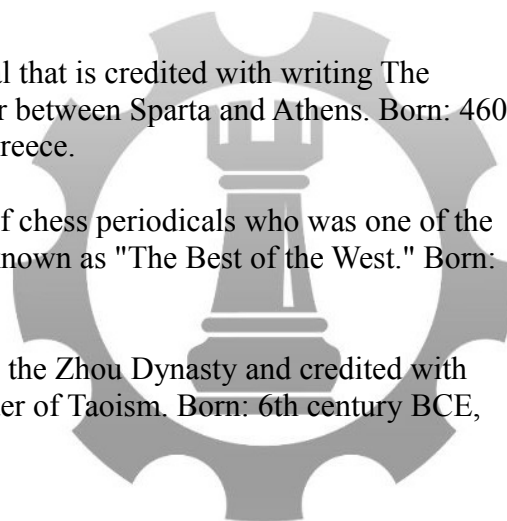 l that is credited with writing The
r between Sparta and Athens. Born: 460
reece.
of chess periodicals who was one of the
nown as "The Best of the West." Born:
the Zhou Dynasty and credited with
er of Taoism. Born: 6th century BCE,